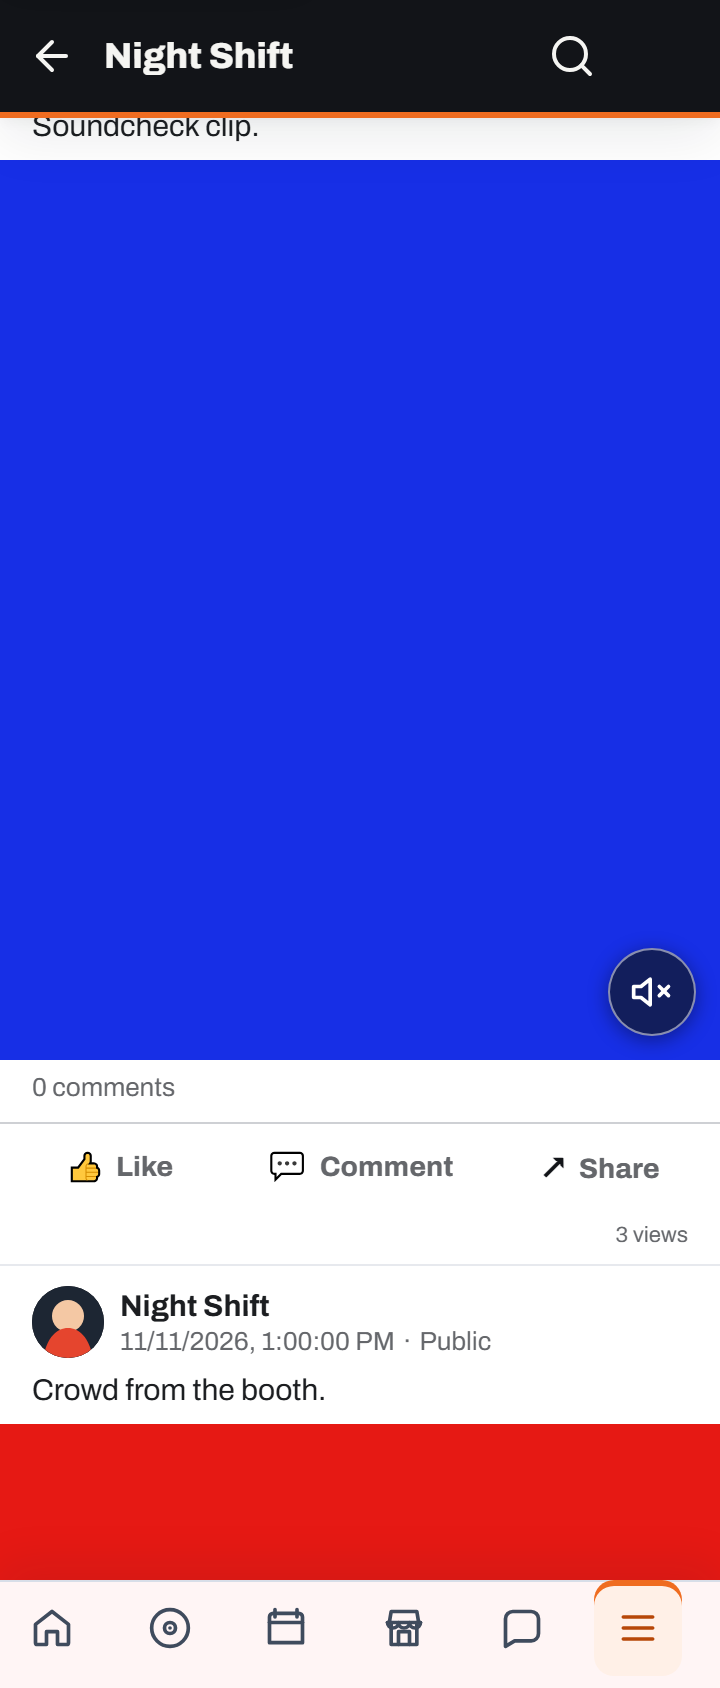 Night Shift
Soundcheck clip.
0 comments
Like
Comment
Share
3 views
Night Shift
11/11/2026, 1:00:00 PM · Public
Crowd from the booth.